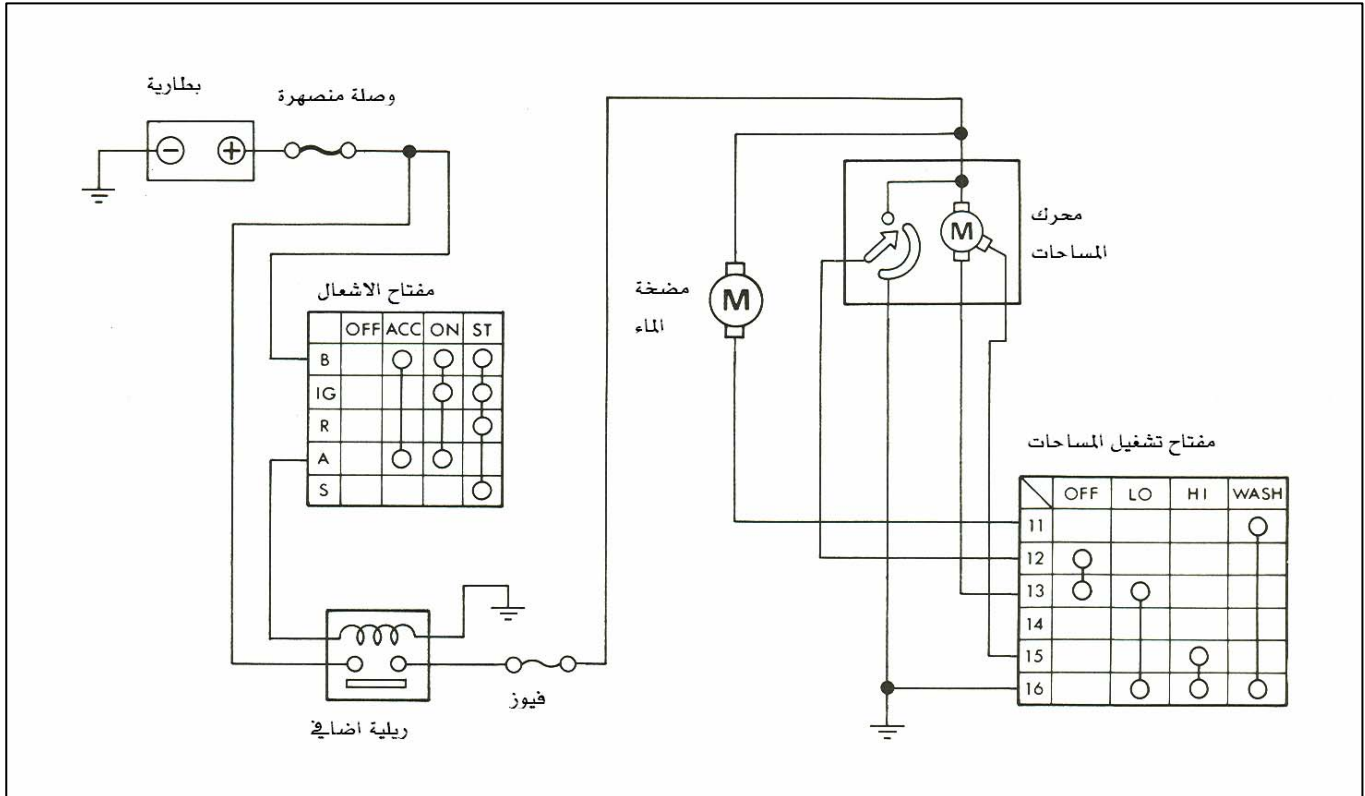 بطارية
وصلة منصهرة
− +
مفتاح الاشعال
OFF ACC ON ST
B
IG
R
A
S
ريلية اضافي
فيوز
مضخة
الماء
M
M
محرك
المساحات
مفتاح تشغيل المساحات
OFF LO HI WASH
11
12
13
14
15
16